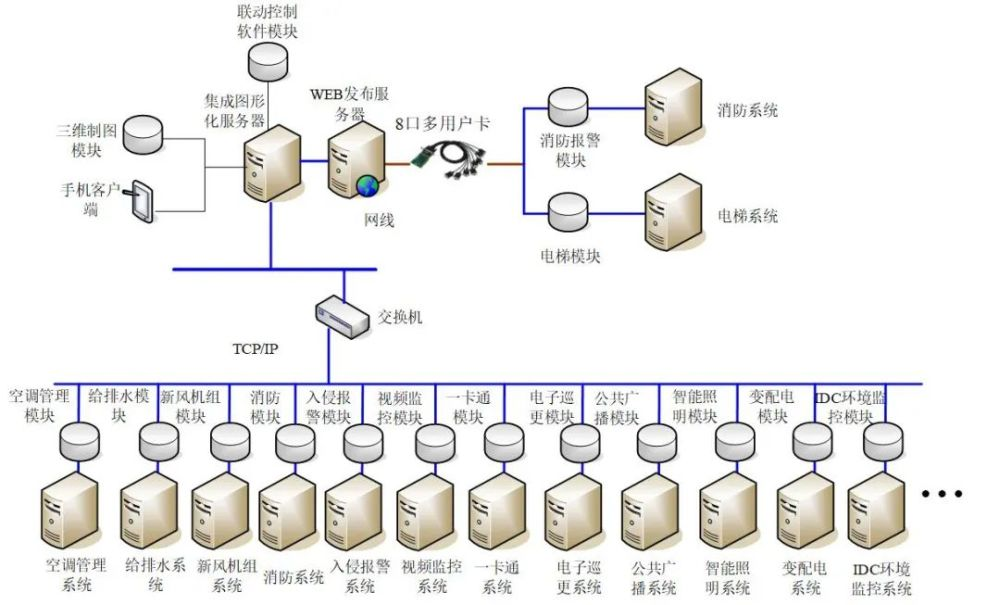 联动控制
软件模块
集成图形
化服务器
WEB发布服
务器
8口多用户卡
三维制图
模块
手机客户
端
网线
消防报警
模块
消防系统
电梯模块
电梯系统
交换机
TCP/IP
空调管理
模块
给排水模
块
新风机组
模块
消防
模块
入侵报
警模块
视频监
控模块
一卡通
模块
电子巡
更模块
公共广
播模块
智能照
明模块
变配电
模块
IDC环境监
控模块
空调管理
系统
给排水系
统
新风机组
系统
消防系统
入侵报警
系统
视频监控
系统
一卡通
系统
电子巡
更系统
公共广
播系统
智能照
明系统
变配电
系统
IDC环境
监控系统
•••